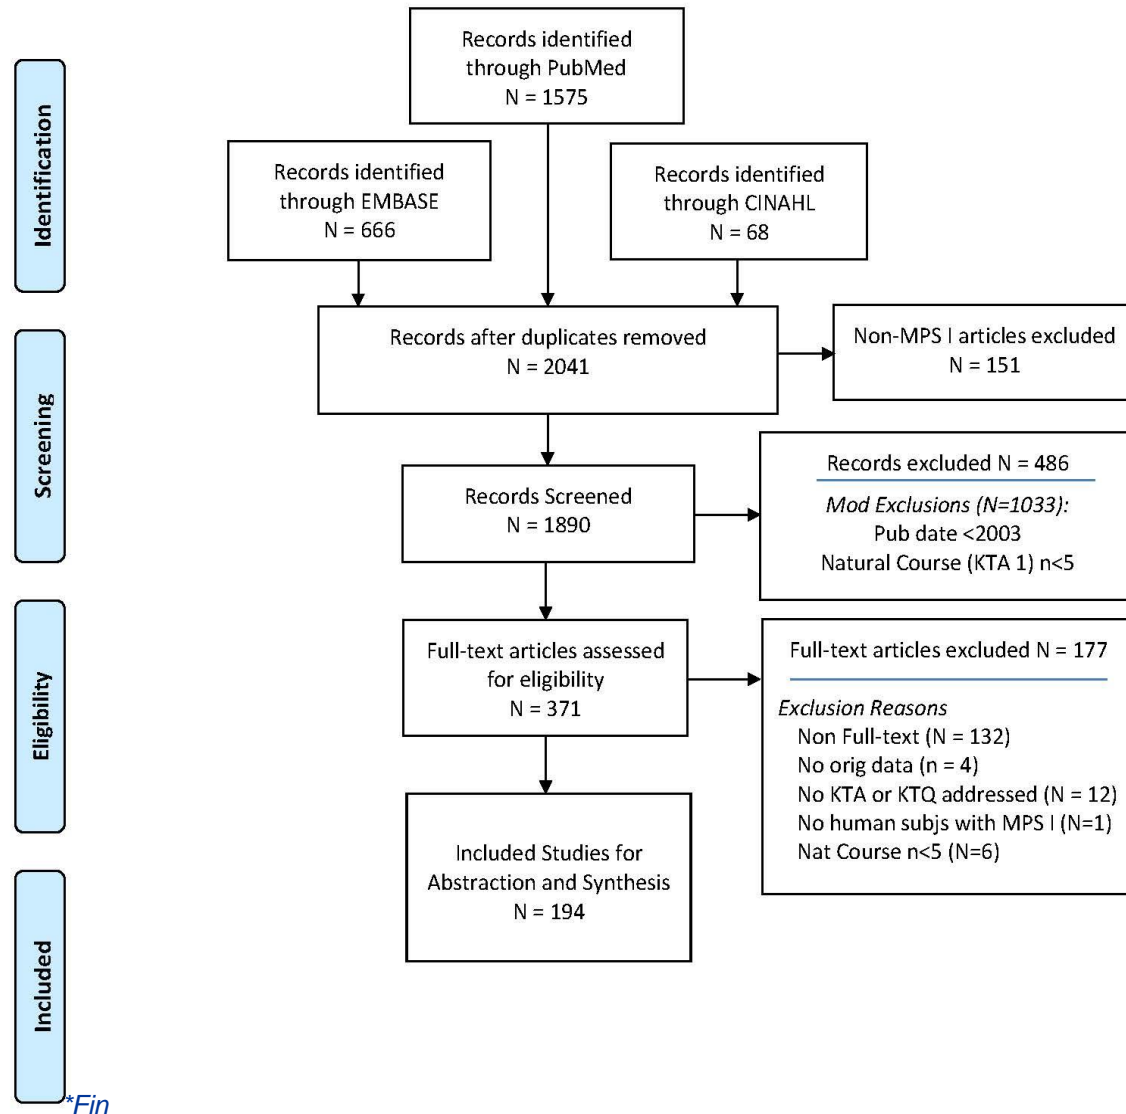 Identification
Records identified
through PubMed
N = 1575
Records identified
through EMBASE
N = 666
Records identified
through CINAHL
N = 68
Screening
Records after duplicates removed
N = 2041
Non-MPS I articles excluded
N = 151
Records Screened
N = 1890
Records excluded N = 486
Mod Exclusions (N=1033):
Pub date <2003
Natural Course (KTA 1) n<5
Eligibility
Full-text articles assessed
for eligibility
N = 371
Full-text articles excluded N = 177
Exclusion Reasons
Non Full-text (N = 132)
No orig data (n = 4)
No KTA or KTQ addressed (N = 12)
No human subjs with MPS I (N=1)
Nat Course n<5 (N=6)
Included
Included Studies for
Abstraction and Synthesis
N = 194
*Fin